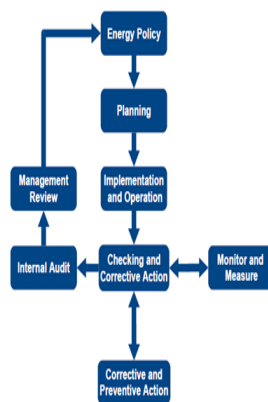 Energy Policy
Planning
Implementation
and Operation
Management
Review
Checking and
Corrective Action
Internal Audit
Monitor and
Measure
Corrective and
Preventive Action